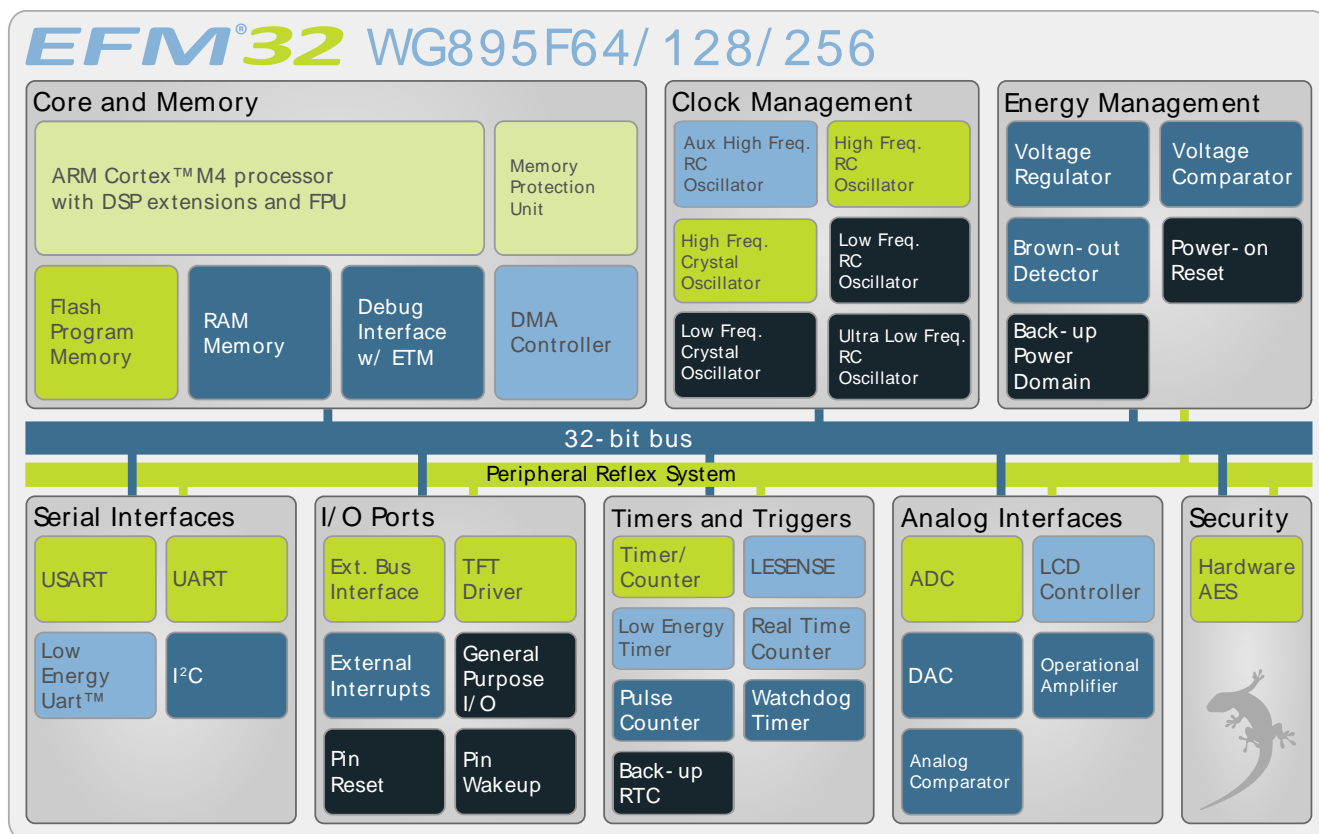 EFM®32 WG895F64/128/256
Core and Memory
ARM Cortex™ M4 processor
with DSP extensions and FPU
Memory
Protection
Unit
Flash
Program
Memory
RAM
Memory
Debug
Interface
w/ ETM
DMA
Controller
Clock Management
Aux High Freq.
RC
Oscillator
High Freq.
RC
Oscillator
High Freq.
Crystal
Oscillator
Low Freq.
RC
Oscillator
Low Freq.
Crystal
Oscillator
Ultra Low Freq.
RC
Oscillator
Energy Management
Voltage
Regulator
Voltage
Comparator
Brown-out
Detector
Power-on
Reset
Back-up
Power
Domain
32-bit bus
Peripheral Reflex System
Serial Interfaces
USART
UART
Low
Energy
Uart™
I²C
I/O Ports
Ext. Bus
Interface
TFT
Driver
External
Interrupts
General
Purpose
I/O
Pin
Reset
Pin
Wakeup
Timers and Triggers
Timer/
Counter
LESENSE
Low Energy
Timer
Real Time
Counter
Pulse
Counter
Watchdog
Timer
Back-up
RTC
Analog Interfaces
ADC
LCD
Controller
DAC
Operational
Amplifier
Analog
Comparator
Security
Hardware
AES